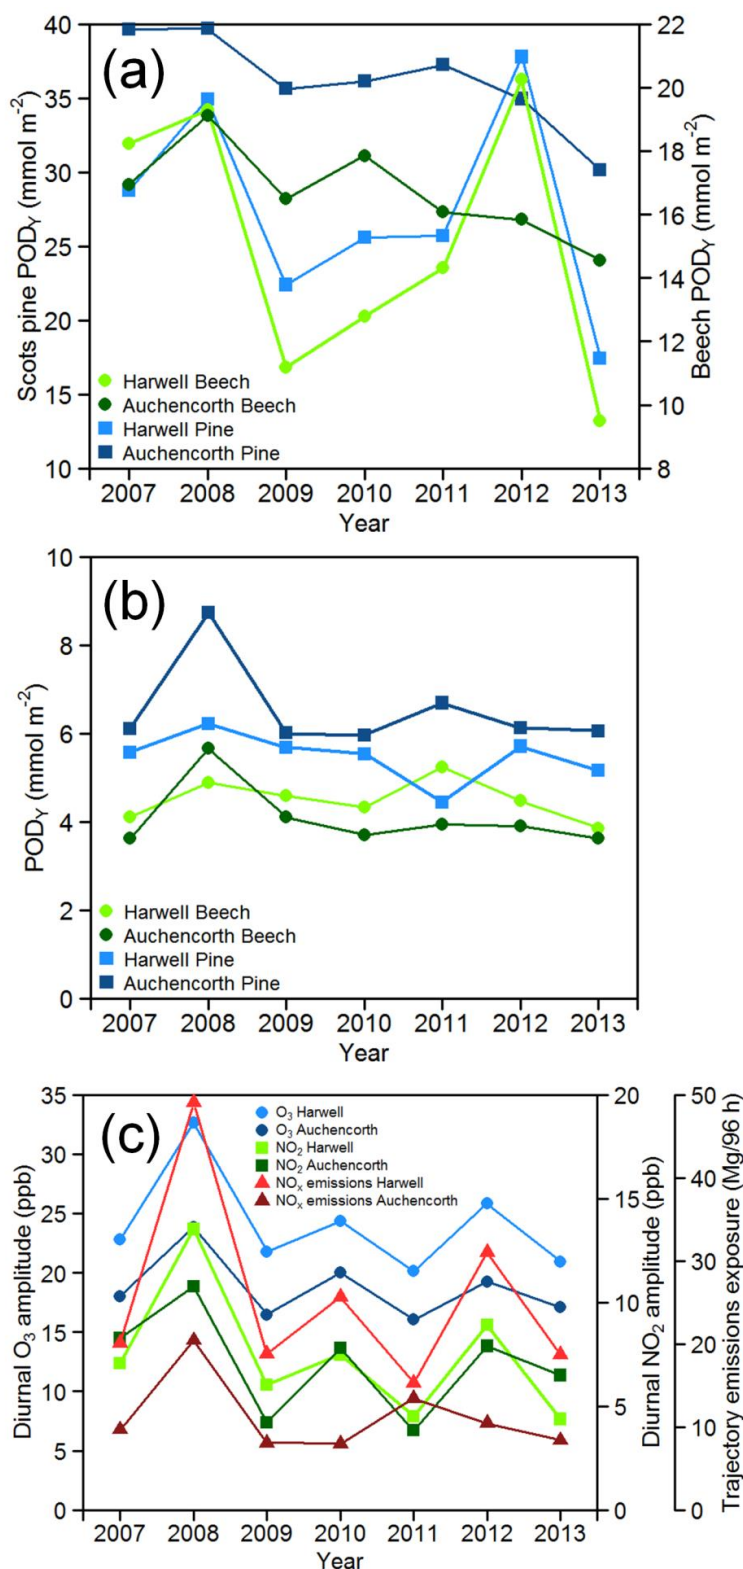 (a)
Scots pine POD_Y (mmol m⁻²)
40
35
30
25
20
15
10
Beech POD_Y (mmol m⁻²)
22
20
18
16
14
12
10
8
Harwell Beech
Auchencorth Beech
Harwell Pine
Auchencorth Pine
2007 2008 2009 2010 2011 2012 2013
Year
(b)
POD_Y (mmol m⁻²)
10
8
6
4
2
0
Harwell Beech
Auchencorth Beech
Harwell Pine
Auchencorth Pine
2007 2008 2009 2010 2011 2012 2013
Year
(c)
Diurnal O₃ amplitude (ppb)
35
30
25
20
15
10
5
0
O₃ Harwell
O₃ Auchencorth
NO₂ Harwell
NO₂ Auchencorth
NOₓ emissions Harwell
NOₓ emissions Auchencorth
Diurnal NO₂ amplitude (ppb)
20
15
10
5
0
Trajectory emissions exposure (Mg/96 h)
50
40
30
20
10
0
2007 2008 2009 2010 2011 2012 2013
Year